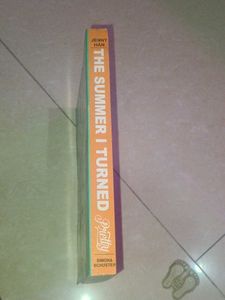 JENNY
HAN
THE SUMMER I TURNED
Pretty
SIMON&
SCHUSTER